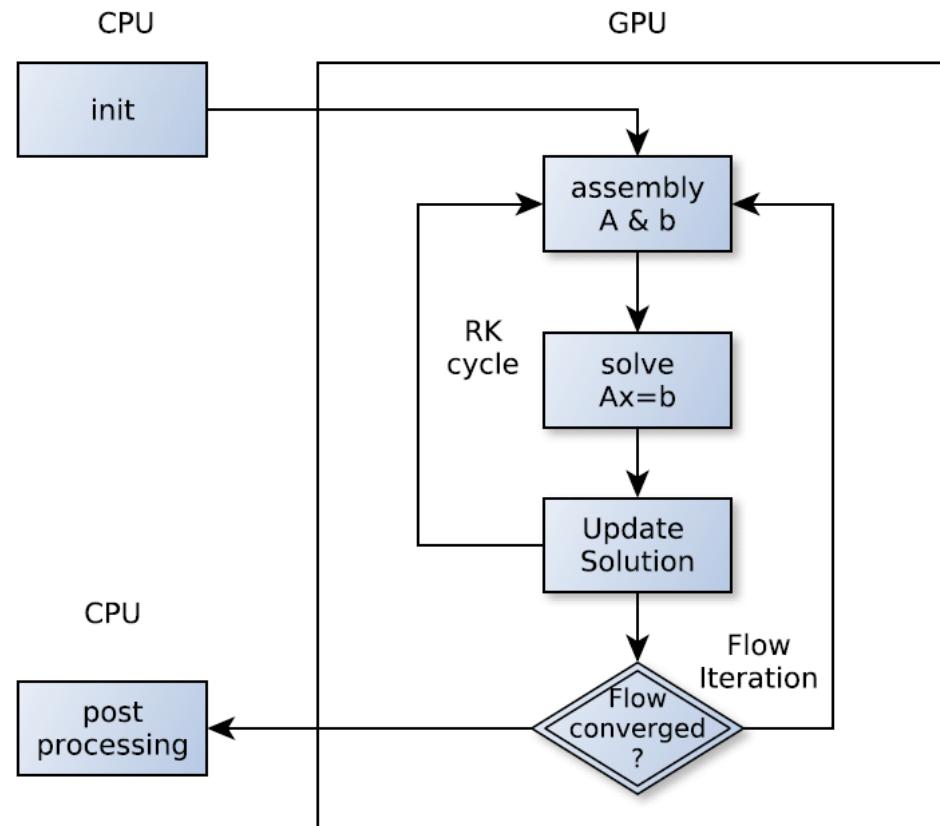 CPU
GPU
init
assembly
A & b
RK
cycle
solve
Ax=b
Update
Solution
CPU
Flow
Iteration
post
processing
Flow
converged
?